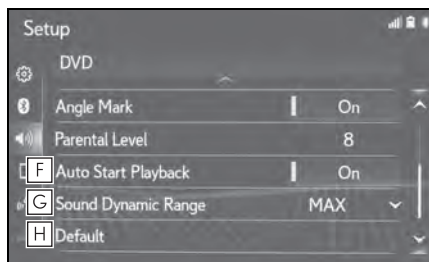 Setup
DVD
Angle Mark On
Parental Level 8
F Auto Start Playback On
G Sound Dynamic Range MAX
H Default